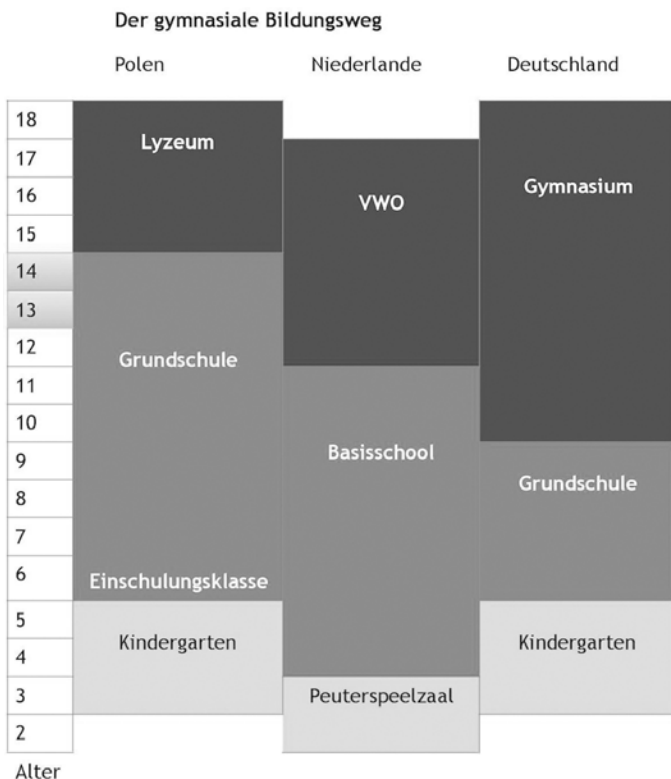 Der gymnasiale Bildungsweg
Polen Niederlande Deutschland
18
17
16
15
14
13
12
11
10
9
8
7
6
5
4
3
2
Alter
Lyzeum
Grundschule
Einschulungsklasse
Kindergarten
VWO
Basisschool
Peuterspeelzaal
Gymnasium
Grundschule
Kindergarten